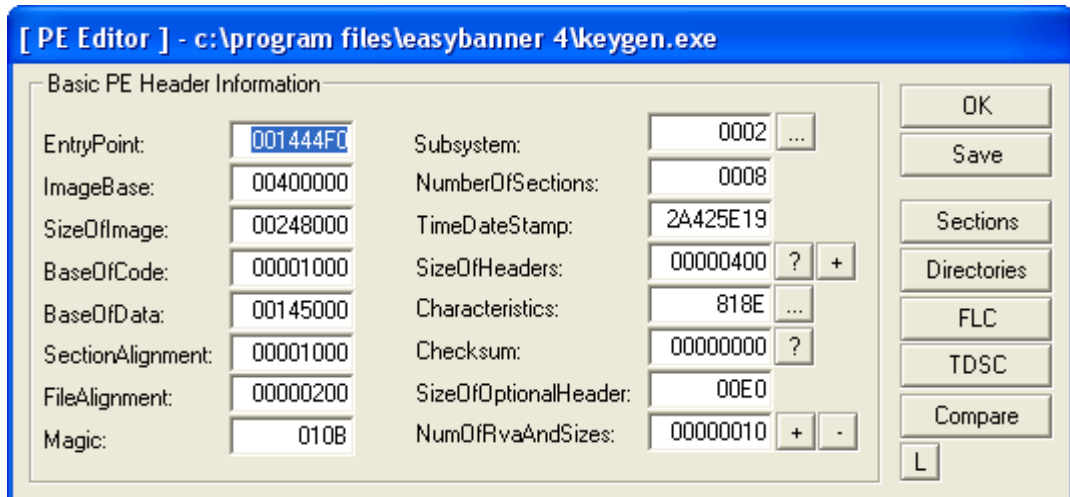 [ PE Editor ] - c:\program files\easybanner 4\keygen.exe
Basic PE Header Information
EntryPoint: 001444F0
ImageBase: 00400000
SizeOfImage: 00248000
BaseOfCode: 00001000
BaseOfData: 00145000
SectionAlignment: 00001000
FileAlignment: 00000200
Magic: 010B
Subsystem: 0002 ...
NumberOfSections: 0008
TimeDateStamp: 2A425E19
SizeOfHeaders: 00000400 ? +
Characteristics: 818E ...
Checksum: 00000000 ?
SizeOfOptionalHeader: 00E0
NumOfRvaAndSizes: 00000010 + -
OK
Save
Sections
Directories
FLC
TDSC
Compare
L